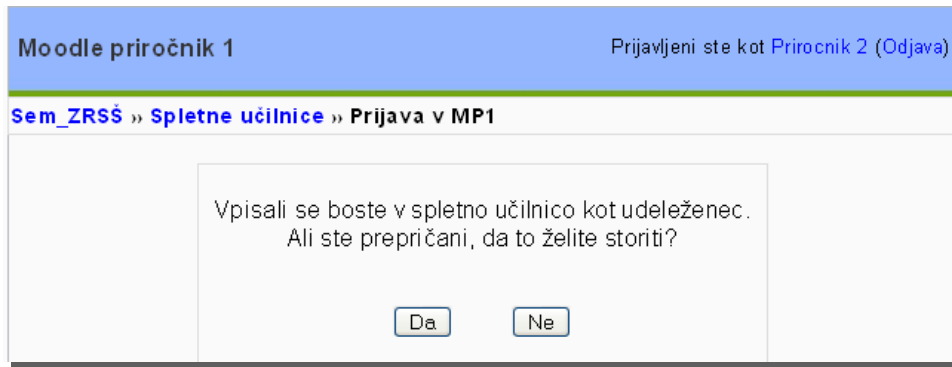 Moodle priročnik 1
Prijavljeni ste kot Prirocnik 2 (Odjava)
Sem_ZRSŠ » Spletne učilnice » Prijava v MP1
Vpisali se boste v spletno učilnico kot udeleženec.
Ali ste prepričani, da to želite storiti?
Da Ne